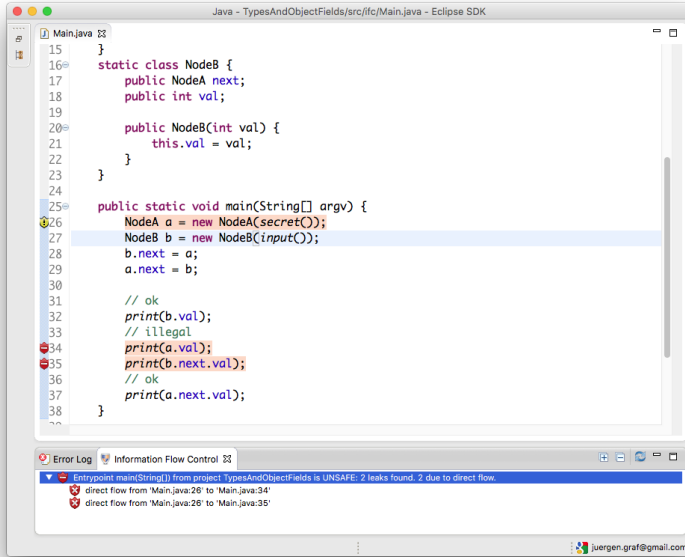 Java - TypesAndObjectFields/src/ifc/Main.java - Eclipse SDK
Main.java
15 }
16 static class NodeB {
17 public NodeA next;
18 public int val;
19
20 public NodeB(int val) {
21 this.val = val;
22 }
23 }
24
25 public static void main(String[] argv) {
26 NodeA a = new NodeA(secret());
27 NodeB b = new NodeB(input());
28 b.next = a;
29 a.next = b;
30
31 // ok
32 print(b.val);
33 // illegal
34 print(a.val);
35 print(b.next.val);
36 // ok
37 print(a.next.val);
38 }
Error Log Information Flow Control
Entrypoint main(String[]) from project TypesAndObjectFields is UNSAFE: 2 leaks found. 2 due to direct flow.
direct flow from 'Main.java:26' to 'Main.java:34'
direct flow from 'Main.java:26' to 'Main.java:35'
juergen.graf@gmail.com